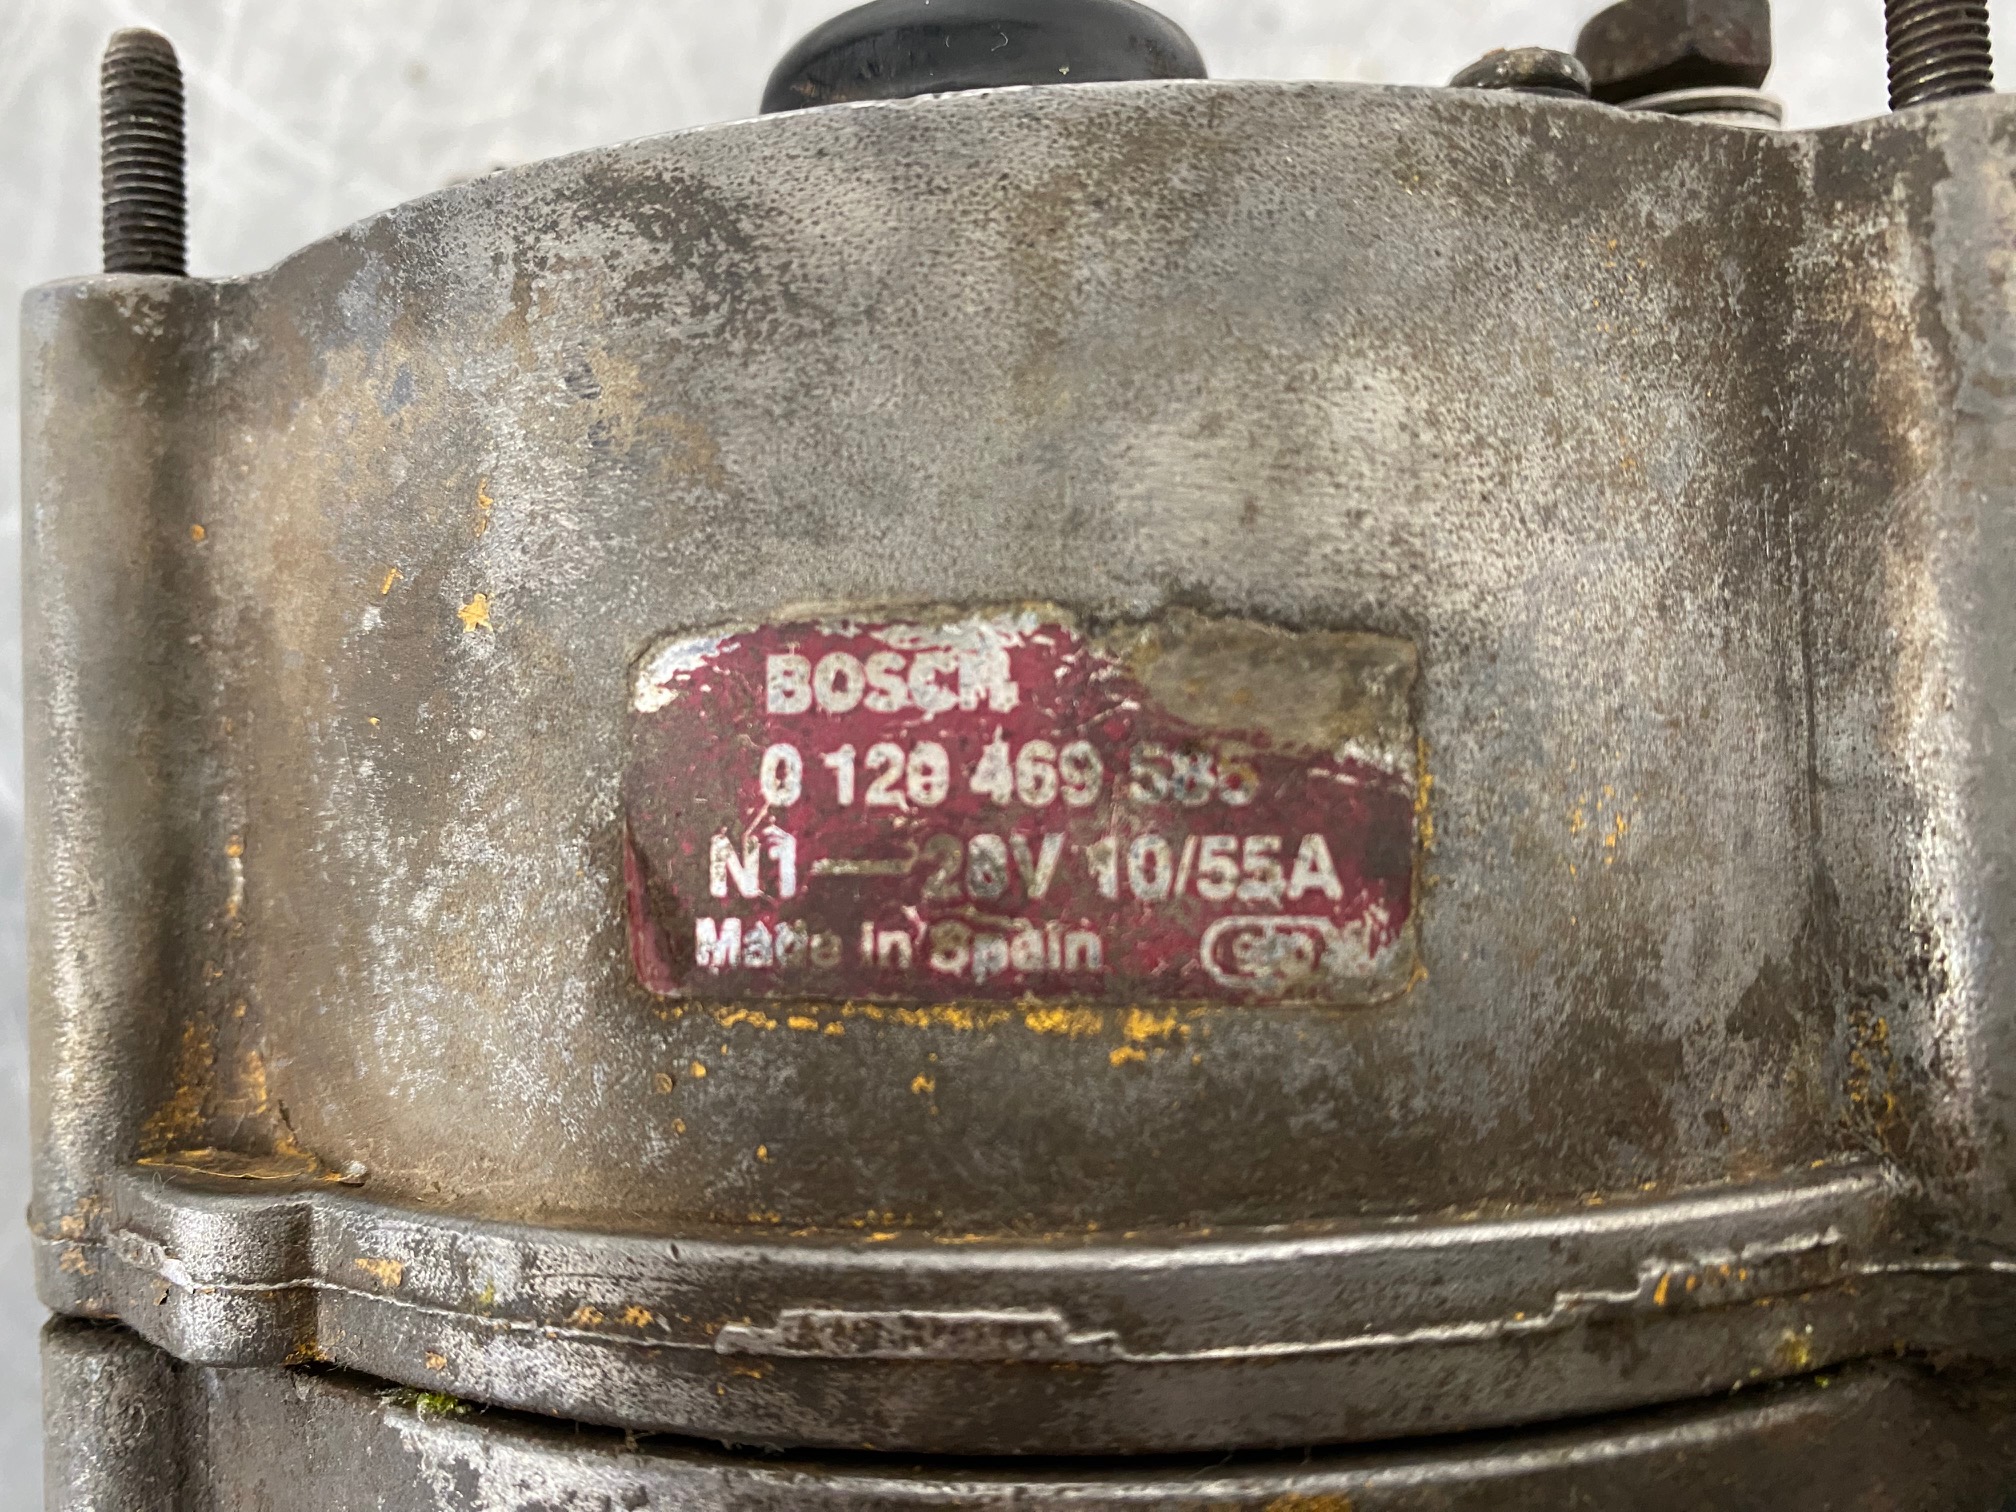 BOSCH
0 120 469 585
N1 — 28V 10/55A
Made in Spain